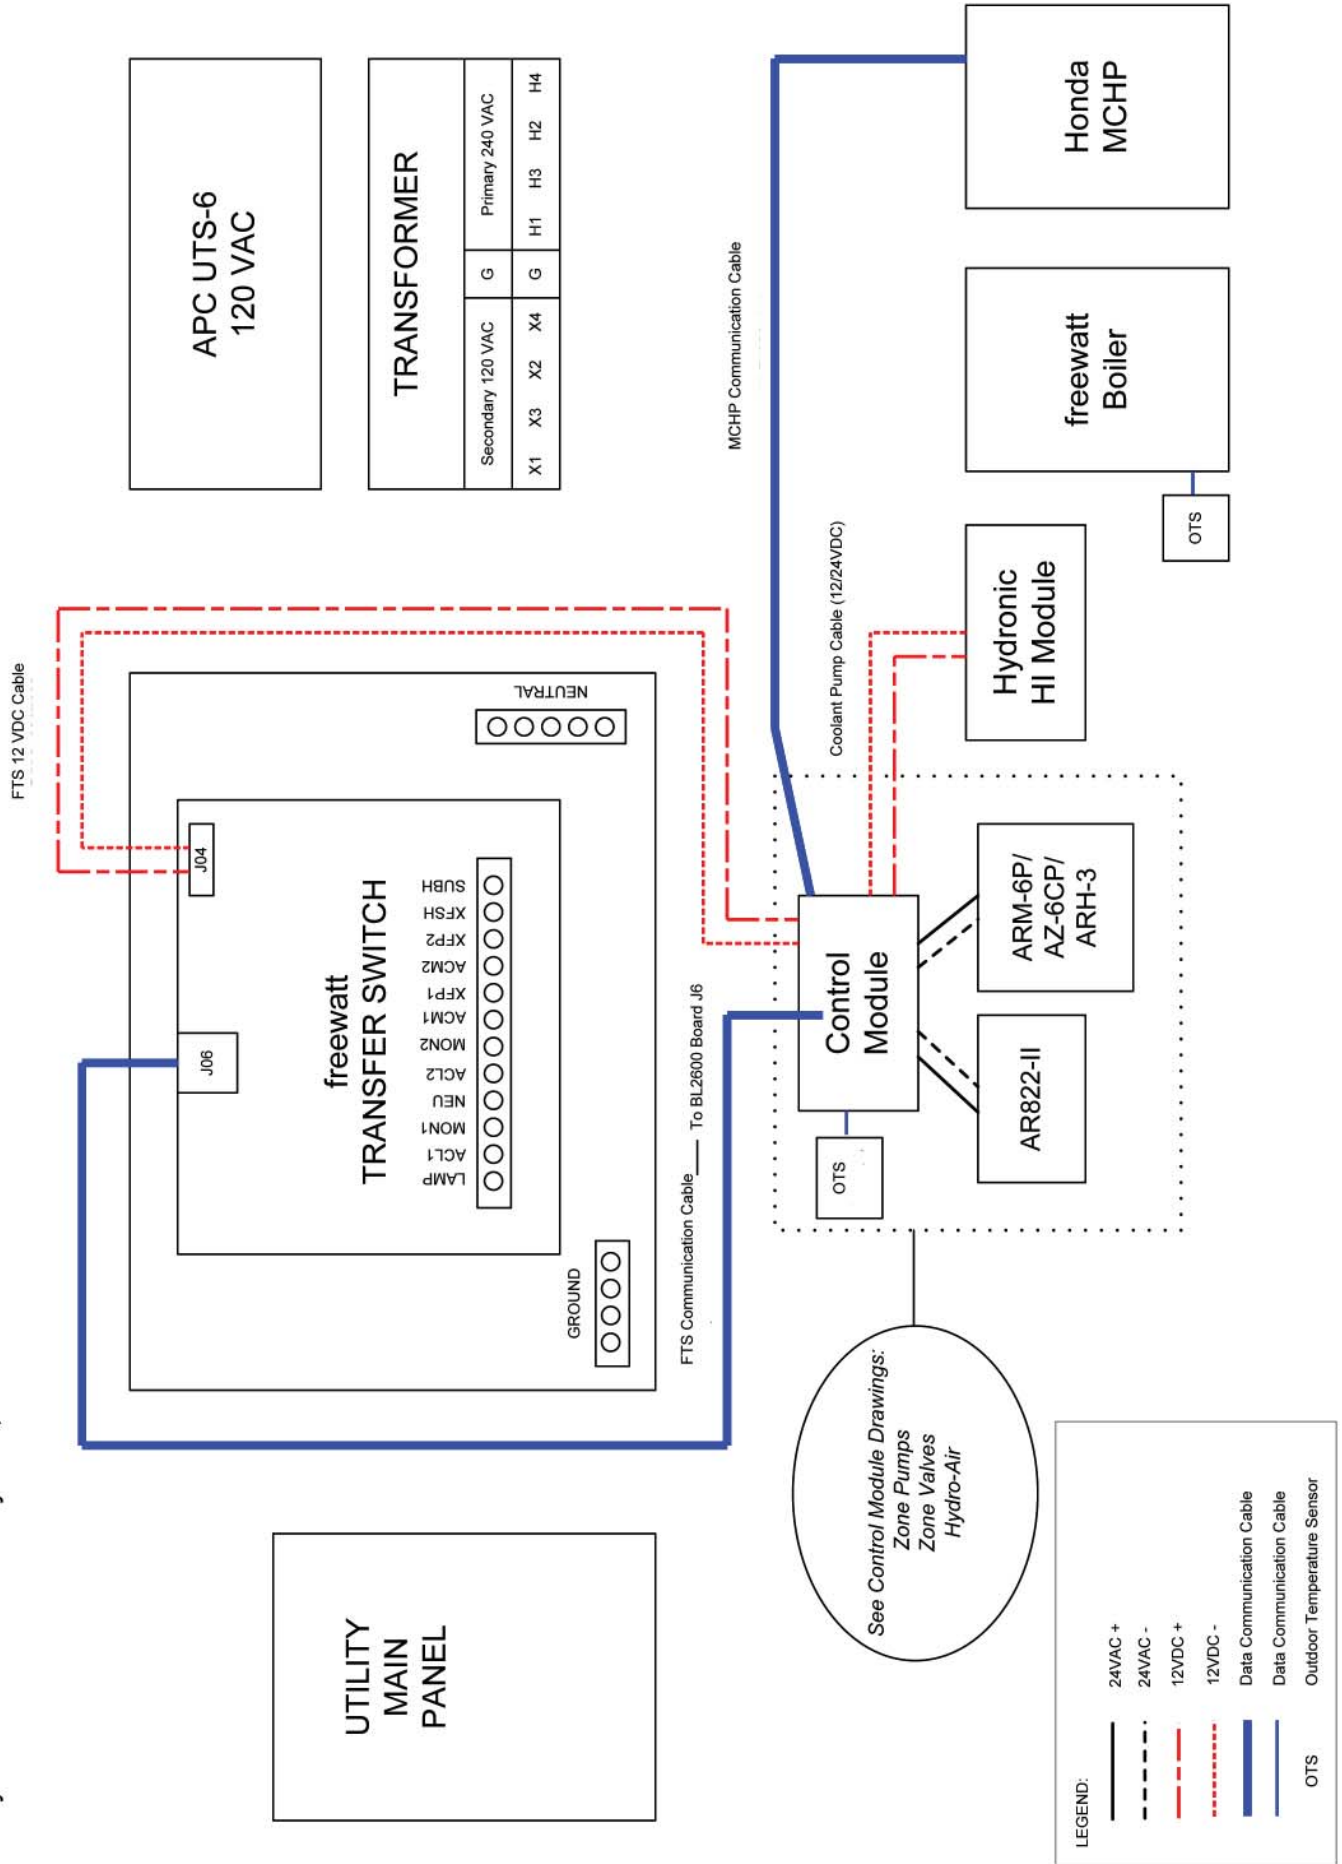 FTS 12 VDC Cable
UTILITY
MAIN
PANEL
freewatt
TRANSFER SWITCH
J06
J04
LAMP
ACL1
MON1
NEU
ACL2
MON2
ACM1
XFP1
ACM2
XFP2
XFSH
SUBH
GROUND
NEUTRAL
APC UTS-6
120 VAC
TRANSFORMER
Secondary 120 VAC
G
Primary 240 VAC
X1 X3 X2 X4 G H1 H3 H2 H4
FTS Communication Cable
To BL2600 Board J6
MCHP Communication Cable
See Control Module Drawings:
Zone Pumps
Zone Valves
Hydro-Air
OTS
Control
Module
AR822-II
ARM-6P/
AZ-6CP/
ARH-3
Coolant Pump Cable (12/24VDC)
Hydronic
HI Module
OTS
freewatt
Boiler
Honda
MCHP
LEGEND:
24VAC +
24VAC -
12VDC +
12VDC -
Data Communication Cable
Data Communication Cable
OTS Outdoor Temperature Sensor